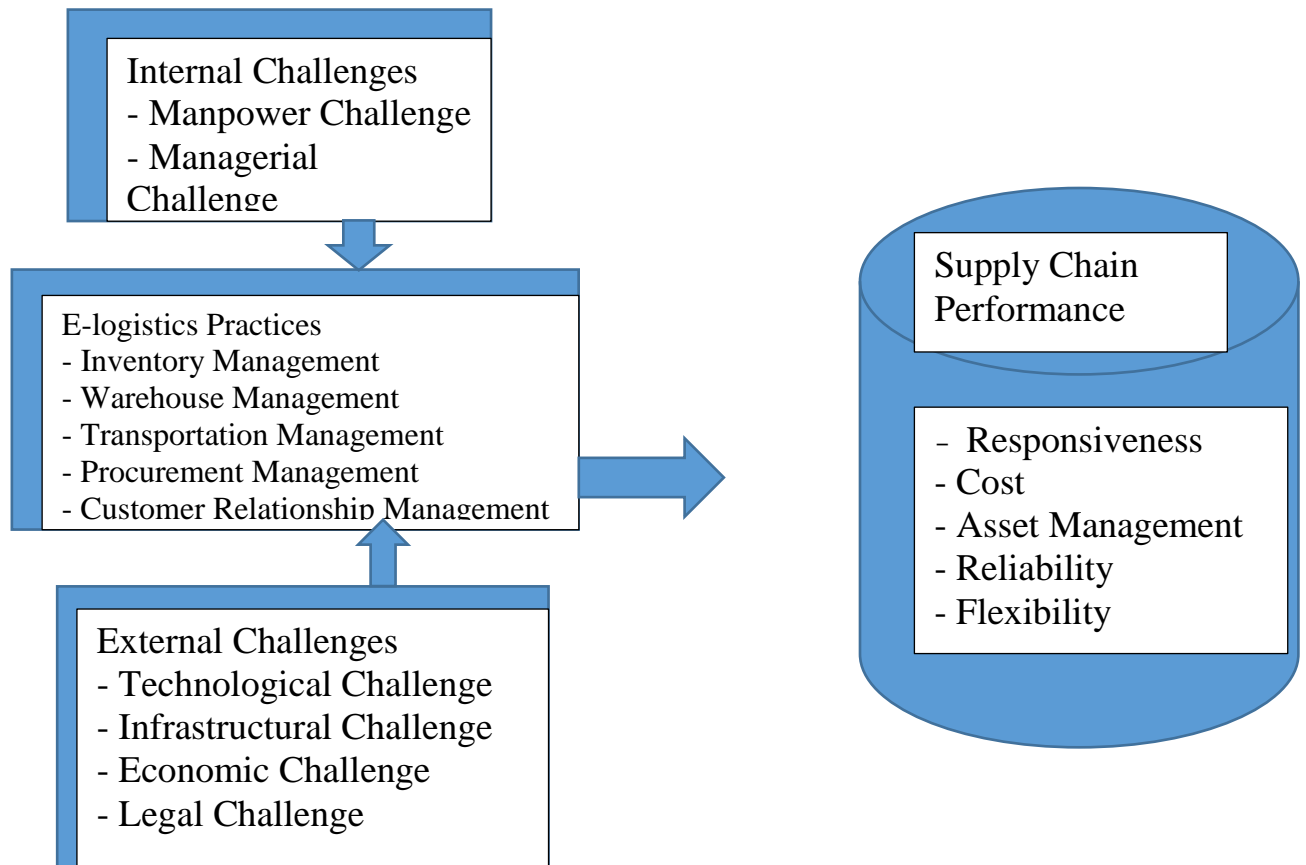 Internal Challenges
- Manpower Challenge
- Managerial
Challenge
E-logistics Practices
- Inventory Management
- Warehouse Management
- Transportation Management
- Procurement Management
- Customer Relationship Management
External Challenges
- Technological Challenge
- Infrastructural Challenge
- Economic Challenge
- Legal Challenge
Supply Chain
Performance
- Responsiveness
- Cost
- Asset Management
- Reliability
- Flexibility